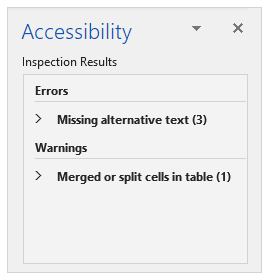 Accessibility
Inspection Results
Errors
Missing alternative text (3)
Warnings
Merged or split cells in table (1)